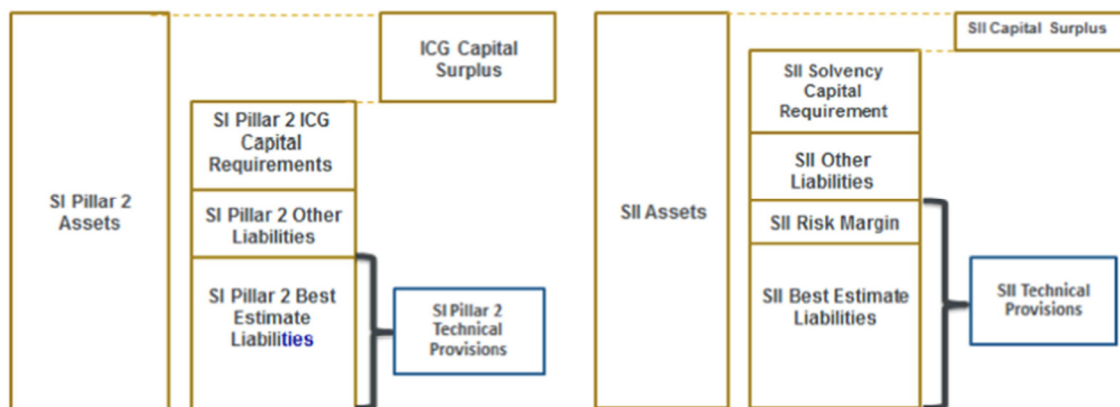 ICG Capital
Surplus
SI Pillar 2 ICG
Capital
Requirements
SI Pillar 2
Assets
SI Pillar 2 Other
Liabilities
SI Pillar 2 Best
Estimate
Liabilities
SI Pillar 2
Technical
Provisions
SII Capital Surplus
SII Solvency
Capital
Requirement
SII Other
Liabilities
SII Assets
SII Risk Margin
SII Best Estimate
Liabilities
SII Technical
Provisions